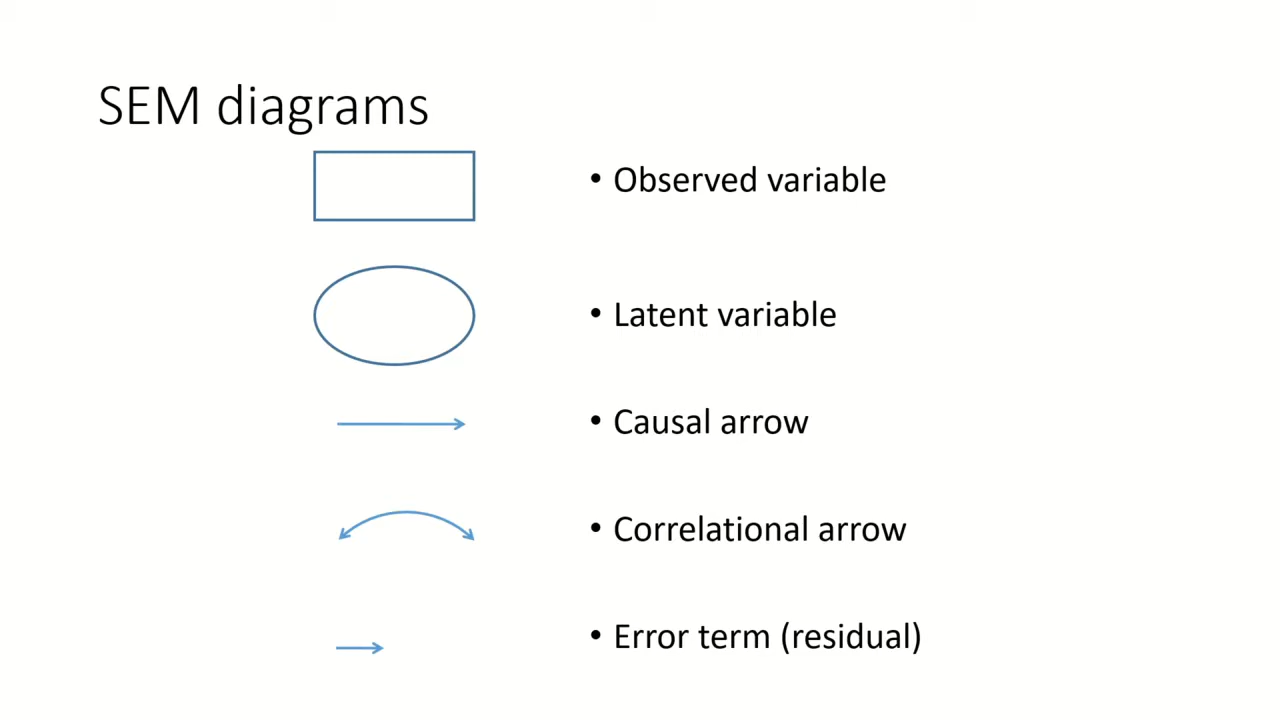 SEM diagrams
• Observed variable
• Latent variable
• Causal arrow
• Correlational arrow
• Error term (residual)